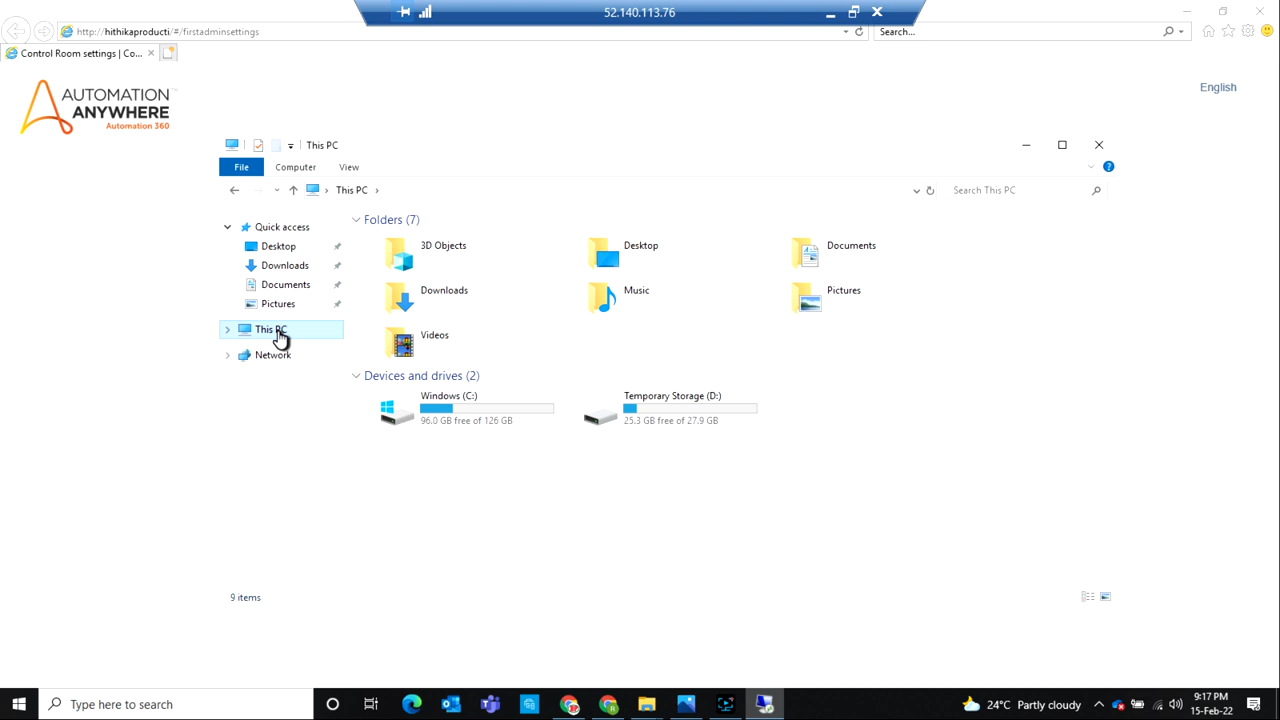 52.140.113.76
http://hithikaproducti/#/firstadminsettings
Search...
Control Room settings | Co...
English
AUTOMATION
ANYWHERE
Automation 360
This PC
File
Computer
View
This PC
Search This PC
Quick access
Desktop
Downloads
Documents
Pictures
This PC
Network
Folders (7)
3D Objects
Desktop
Documents
Downloads
Music
Pictures
Videos
Devices and drives (2)
Windows (C:)
96.0 GB free of 126 GB
Temporary Storage (D:)
25.3 GB free of 27.9 GB
9 items
Type here to search
24°C Partly cloudy
9:17 PM
15-Feb-22